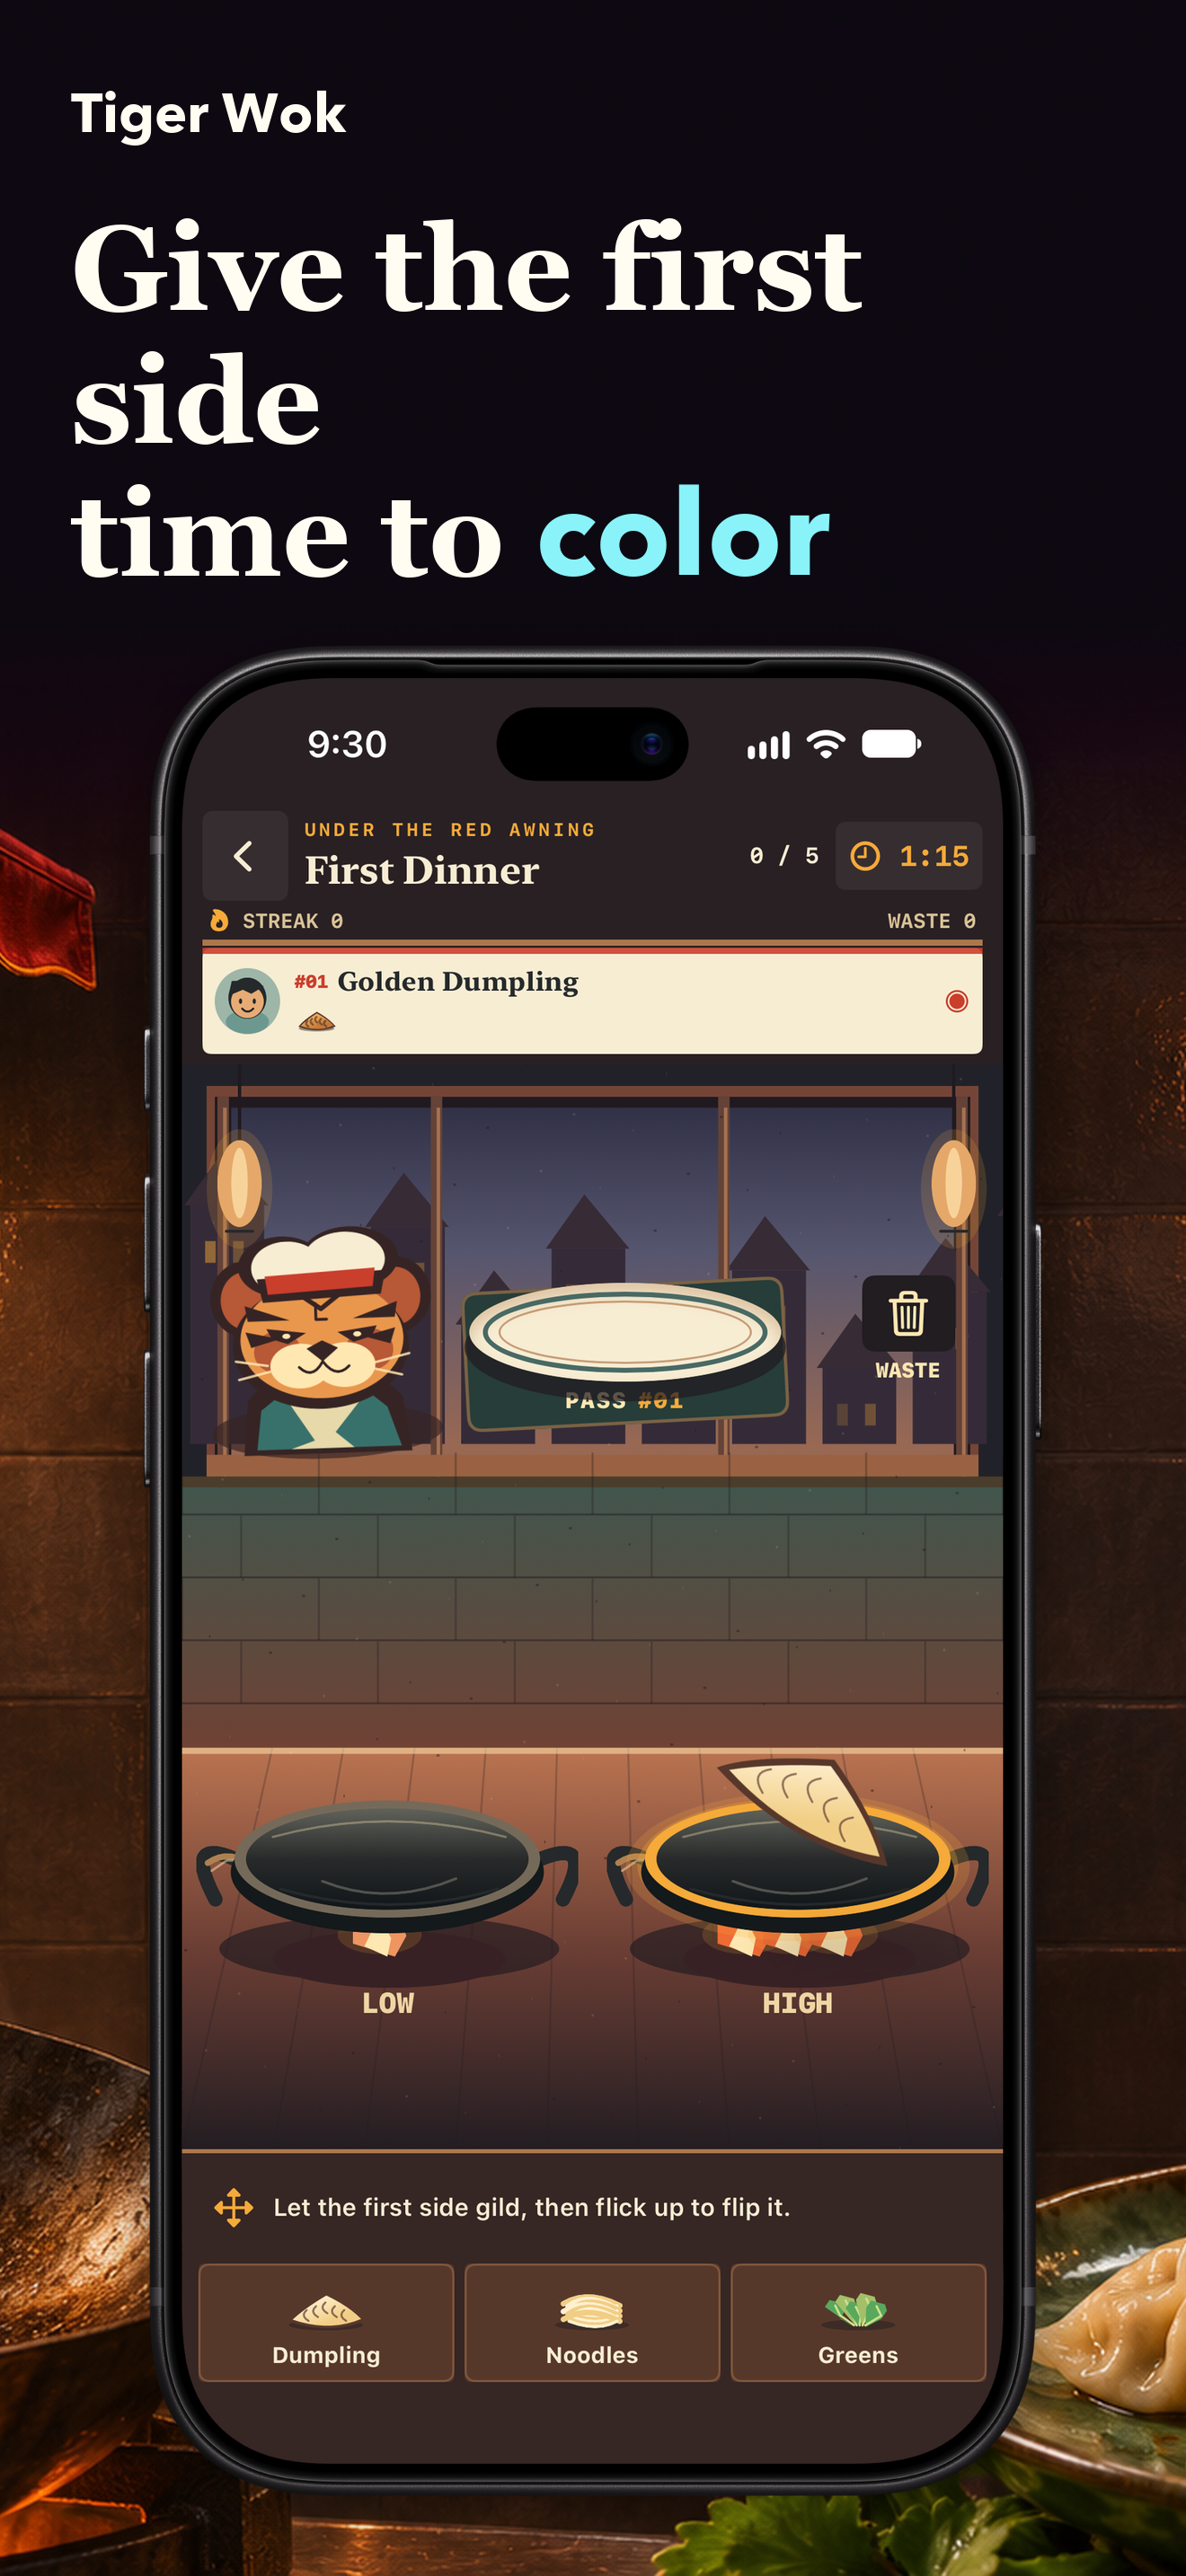 Tiger Wok
Give the first
side
time to color
9:30
UNDER THE RED AWNING
First Dinner
0 / 5
1:15
STREAK 0
WASTE 0
#01 Golden Dumpling
WASTE
PASS #01
LOW
HIGH
Let the first side gild, then flick up to flip it.
Dumpling
Noodles
Greens